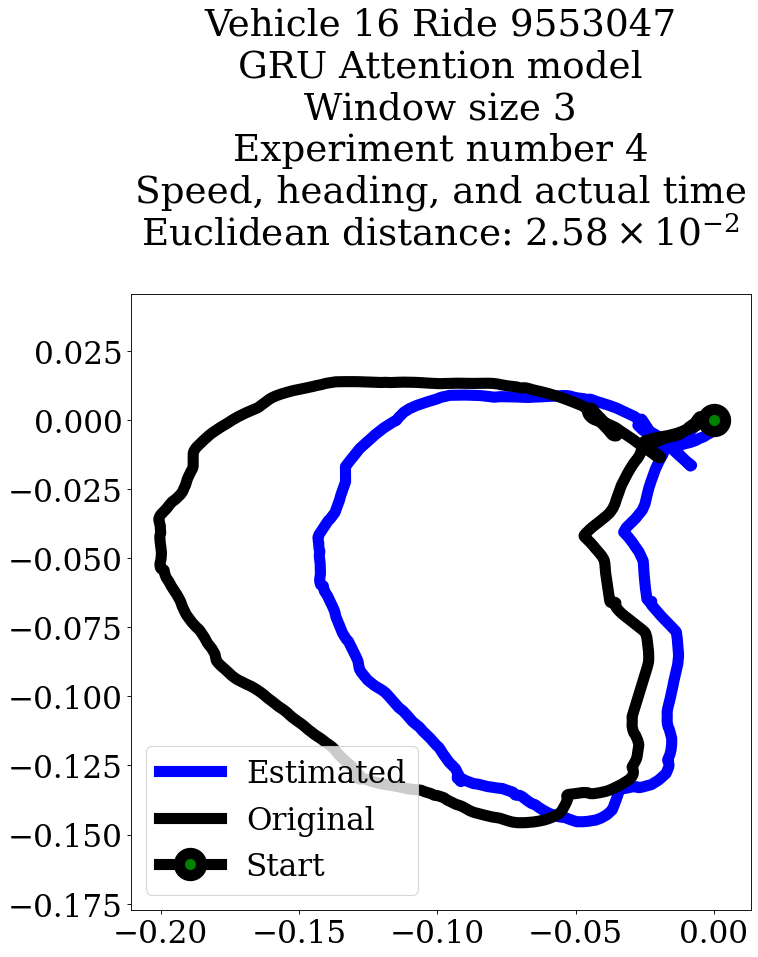 Vehicle 16 Ride 9553047
GRU Attention model
Window size 3
Experiment number 4
Speed, heading, and actual time
Euclidean distance: 2.58 × 10⁻²
0.025
0.000
−0.025
−0.050
−0.075
−0.100
−0.125
−0.150
−0.175
Estimated
Original
Start
−0.20 −0.15 −0.10 −0.05 0.00